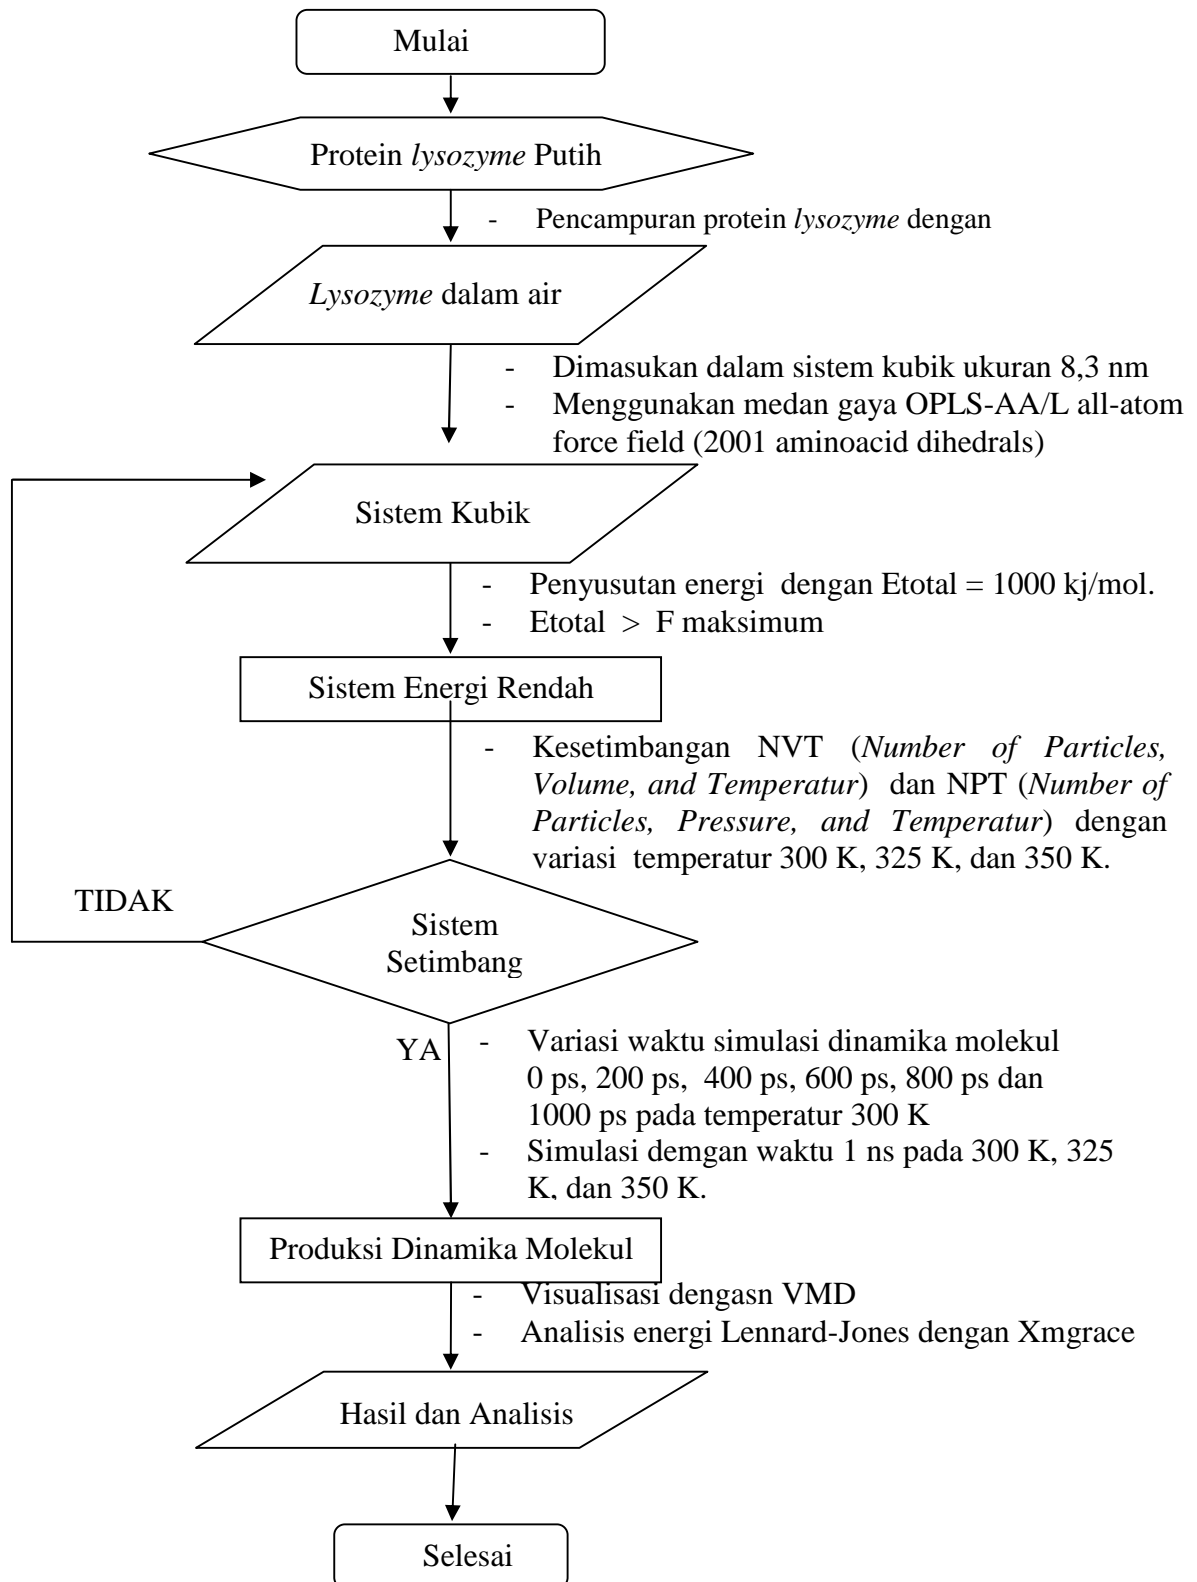 Mulai
Protein lysozyme Putih
- Pencampuran protein lysozyme dengan
Lysozyme dalam air
- Dimasukan dalam sistem kubik ukuran 8,3 nm
- Menggunakan medan gaya OPLS-AA/L all-atom
force field (2001 aminoacid dihedrals)
Sistem Kubik
- Penyusutan energi dengan Etotal = 1000 kj/mol.
- Etotal > F maksimum
Sistem Energi Rendah
- Kesetimbangan NVT (Number of Particles,
Volume, and Temperatur) dan NPT (Number of
Particles, Pressure, and Temperatur) dengan
variasi temperatur 300 K, 325 K, dan 350 K.
TIDAK
Sistem
Setimbang
YA
- Variasi waktu simulasi dinamika molekul
0 ps, 200 ps, 400 ps, 600 ps, 800 ps dan
1000 ps pada temperatur 300 K
- Simulasi demgan waktu 1 ns pada 300 K, 325
K, dan 350 K.
Produksi Dinamika Molekul
- Visualisasi dengasn VMD
- Analisis energi Lennard-Jones dengan Xmgrace
Hasil dan Analisis
Selesai